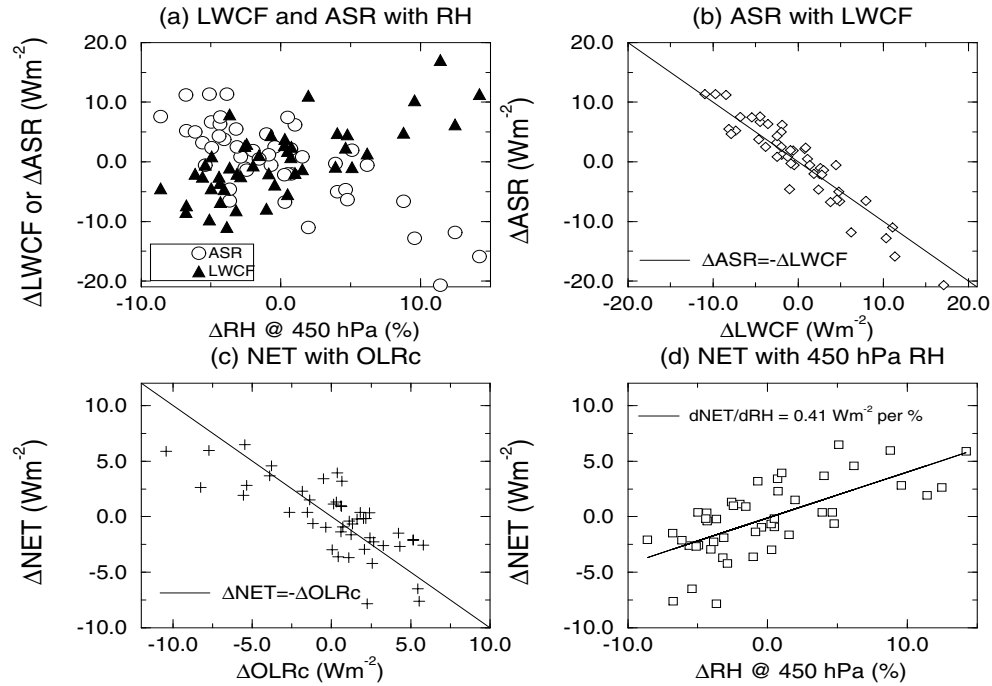 (a) LWCF and ASR with RH
ΔLWCF or ΔASR (Wm-2)
20.0
10.0
0.0
-10.0
-20.0
ASR
LWCF
-10.0 0.0 10.0
ΔRH @ 450 hPa (%)
(b) ASR with LWCF
ΔASR (Wm-2)
20.0
10.0
0.0
-10.0
-20.0
ΔASR=-ΔLWCF
-20.0 -10.0 0.0 10.0 20.0
ΔLWCF (Wm-2)
(c) NET with OLRc
ΔNET (Wm-2)
10.0
5.0
0.0
-5.0
-10.0
ΔNET=-ΔOLRc
-10.0 -5.0 0.0 5.0 10.0
ΔOLRc (Wm-2)
(d) NET with 450 hPa RH
ΔNET (Wm-2)
10.0
5.0
0.0
-5.0
-10.0
dNET/dRH = 0.41 Wm-2 per %
-10.0 0.0 10.0
ΔRH @ 450 hPa (%)